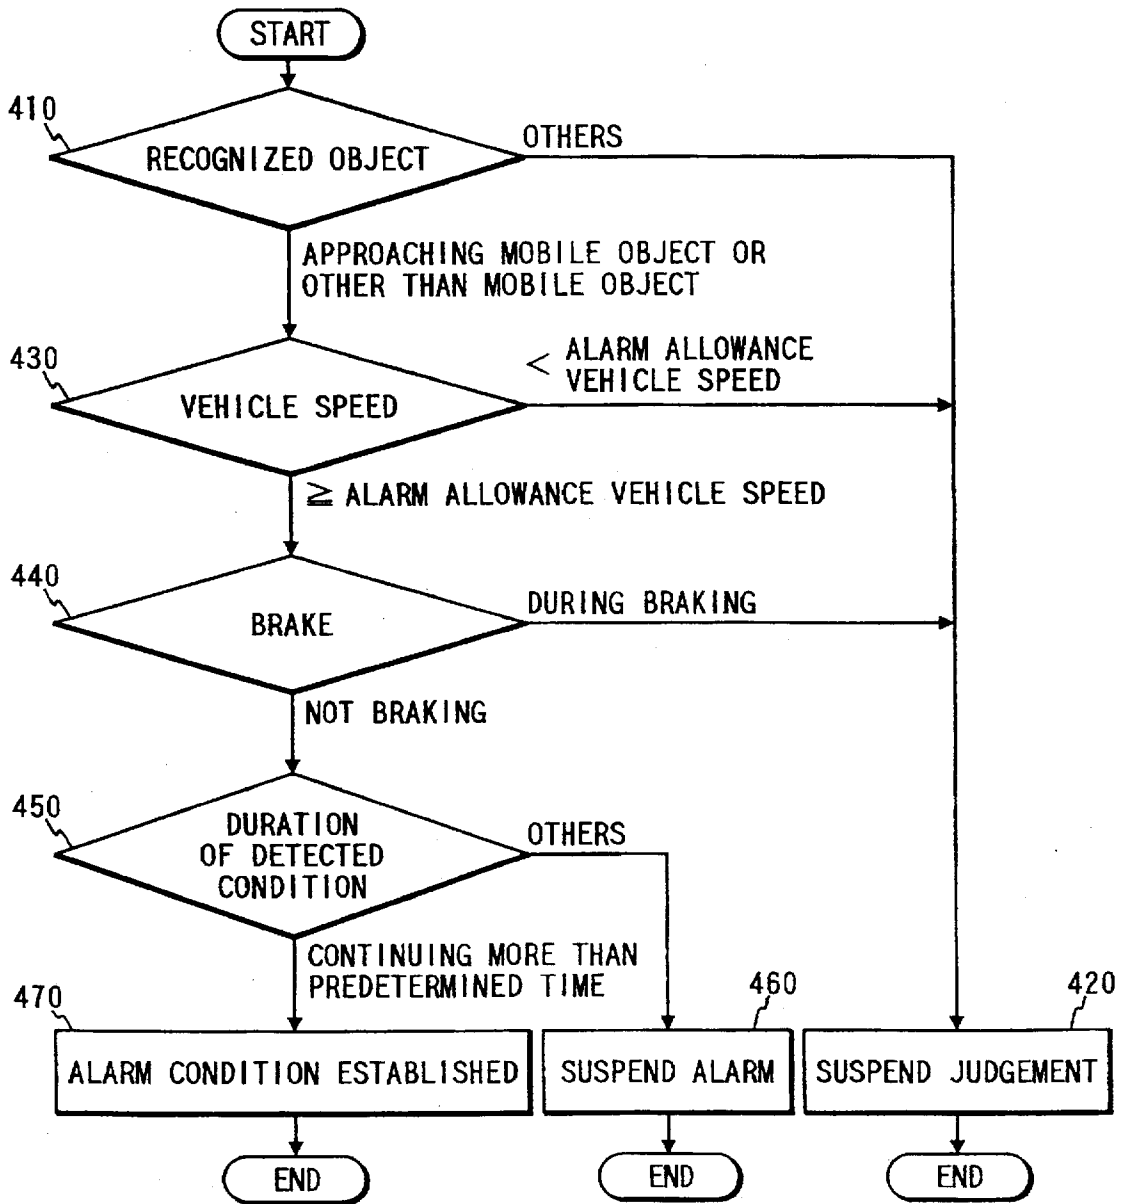 START
410
RECOGNIZED OBJECT
OTHERS
APPROACHING MOBILE OBJECT OR
OTHER THAN MOBILE OBJECT
430
VEHICLE SPEED
< ALARM ALLOWANCE
VEHICLE SPEED
≧ ALARM ALLOWANCE VEHICLE SPEED
440
BRAKE
DURING BRAKING
NOT BRAKING
450
DURATION
OF DETECTED
CONDITION
OTHERS
CONTINUING MORE THAN
PREDETERMINED TIME
470
460
420
ALARM CONDITION ESTABLISHED
SUSPEND ALARM
SUSPEND JUDGEMENT
END
END
END